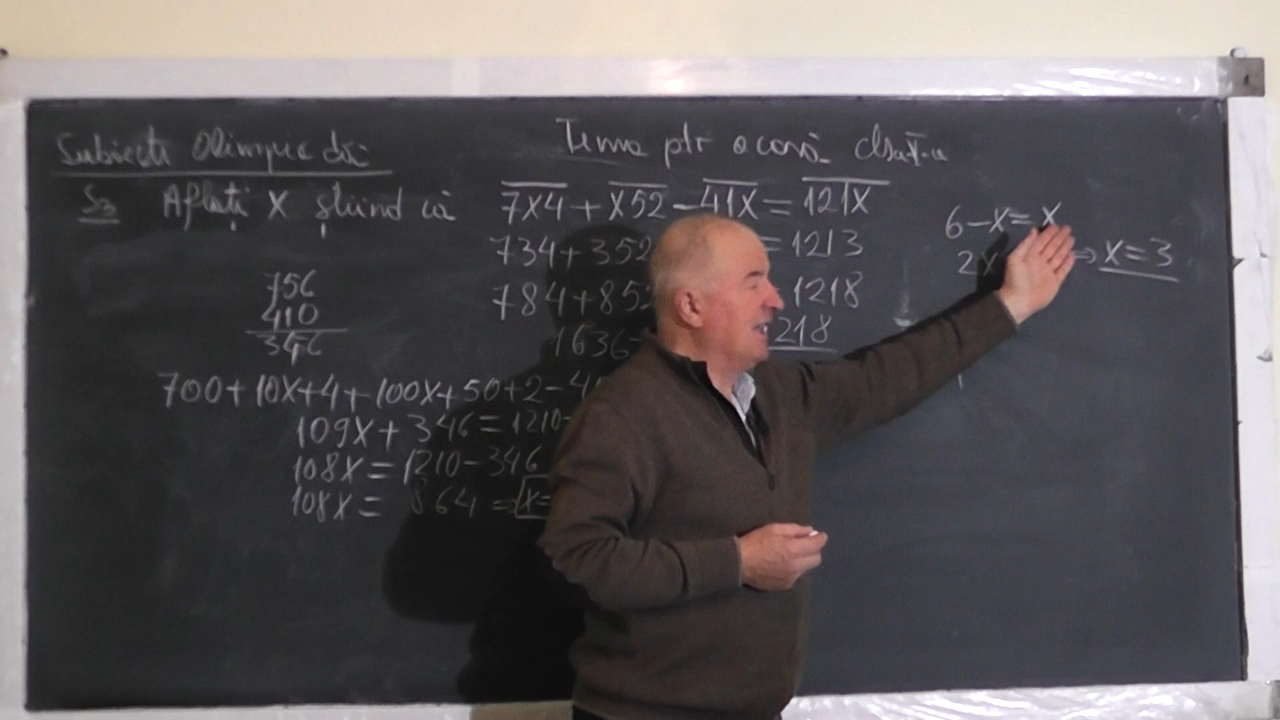 Subiecte Olimpiadă
Tema ptr acasă clsaV-a
S3 Aflați X știind că 7X4 + X52 - 41X = 121X
734+352 = 1213
784+852 1218
1636- 218
6-X=X
2X ⇒ X=3
756
410
346
700+10X+4+100X+50+2-4
109X+346=1210-
108X=1210-346
108X= 864 ⇒ X=